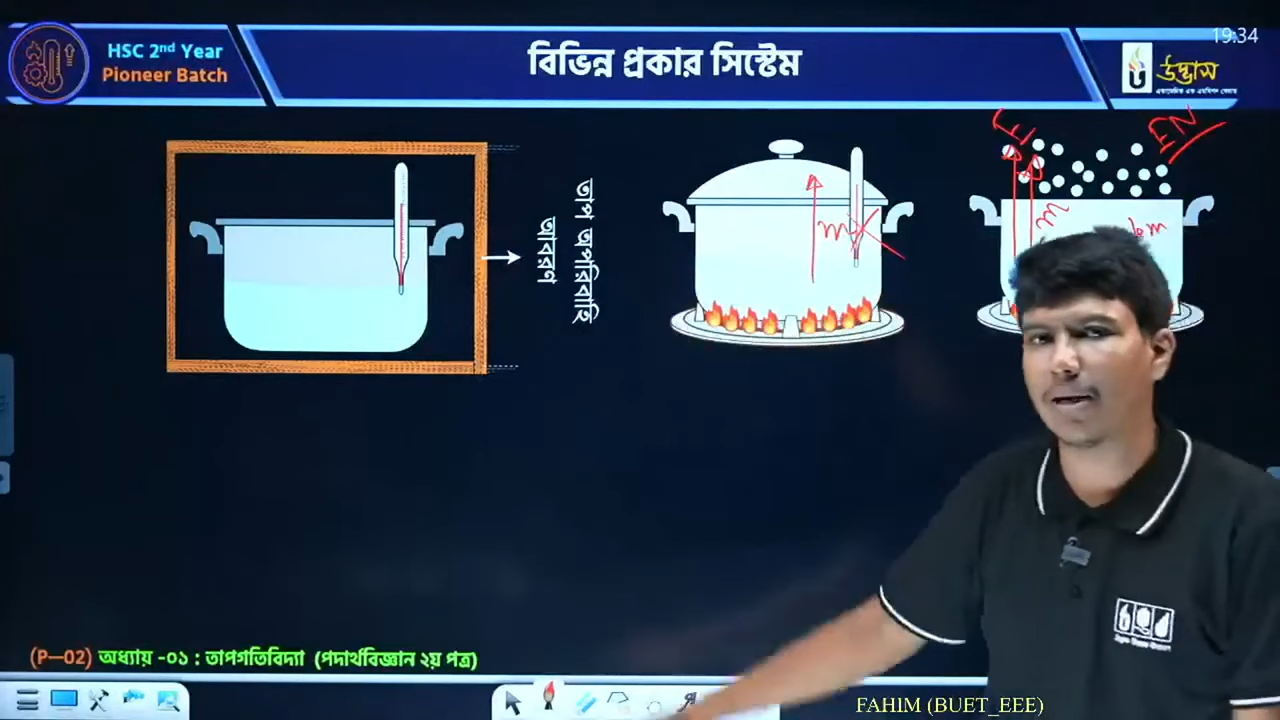 HSC 2nd Year
Pioneer Batch
বিভিন্ন প্রকার সিস্টেম
19:34
উদ্ভাস
তাপ অপরিবাহি
আবরণ
m
m
(P—02) অধ্যায় -০১ : তাপগতিবিদ্যা (পদার্থবিজ্ঞান ২য় পত্র)
FAHIM (BUET_EEE)